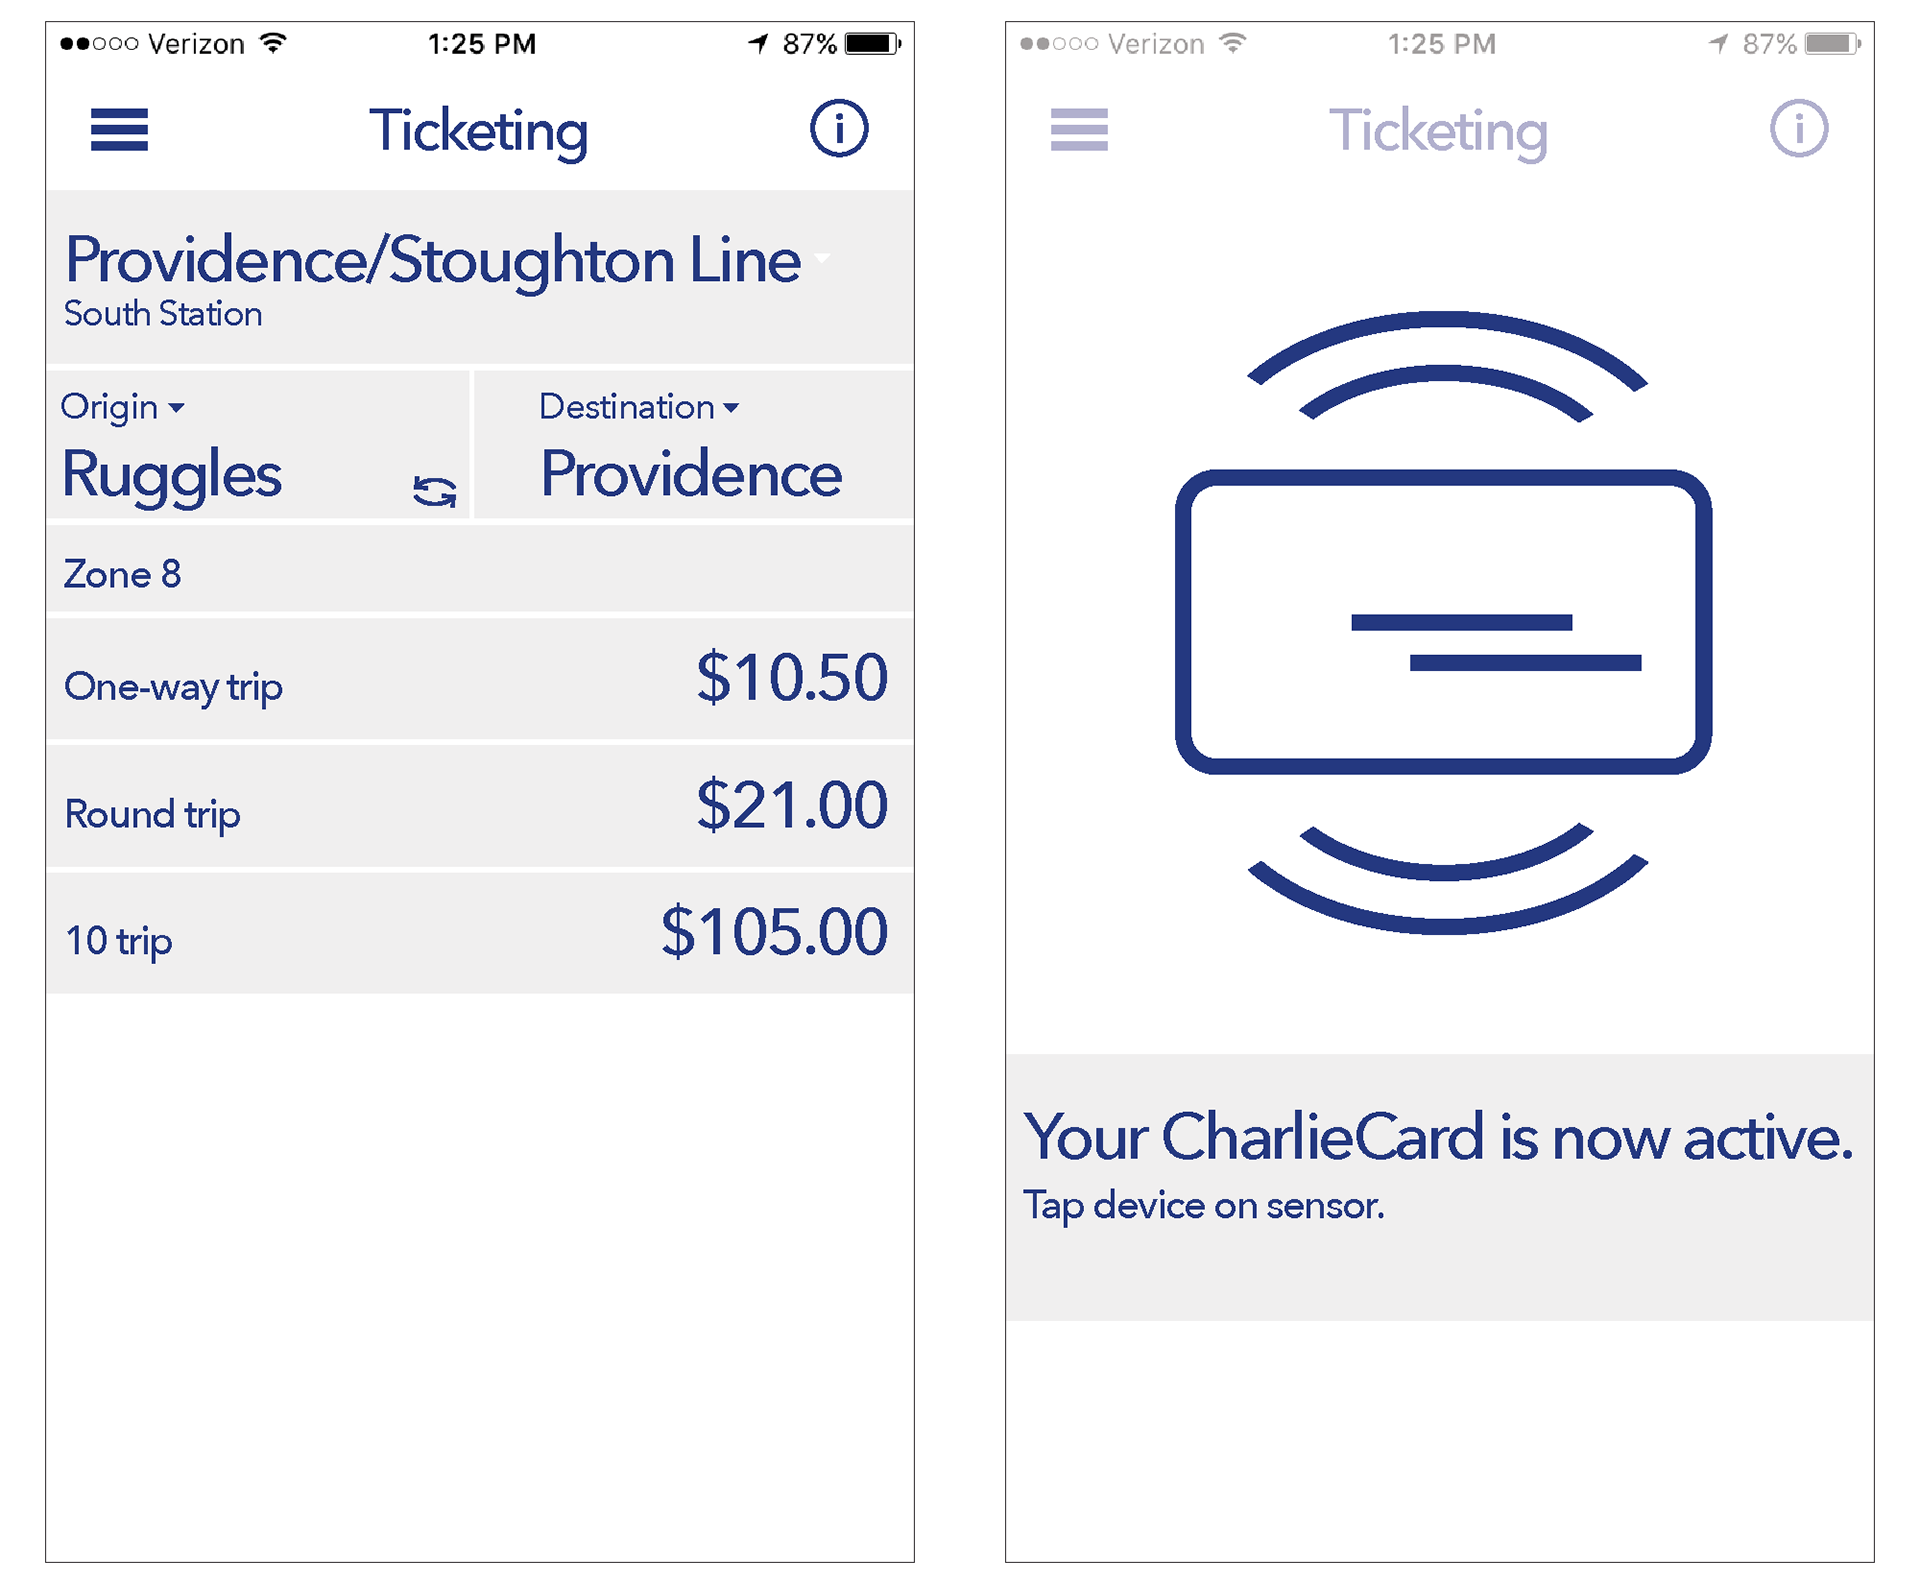 Verizon 1:25 PM 87%
Ticketing
Providence/Stoughton Line
South Station
Origin Destination
Ruggles Providence
Zone 8
One-way trip $10.50
Round trip $21.00
10 trip $105.00
Verizon 1:25 PM 87%
Ticketing
Your CharlieCard is now active.
Tap device on sensor.